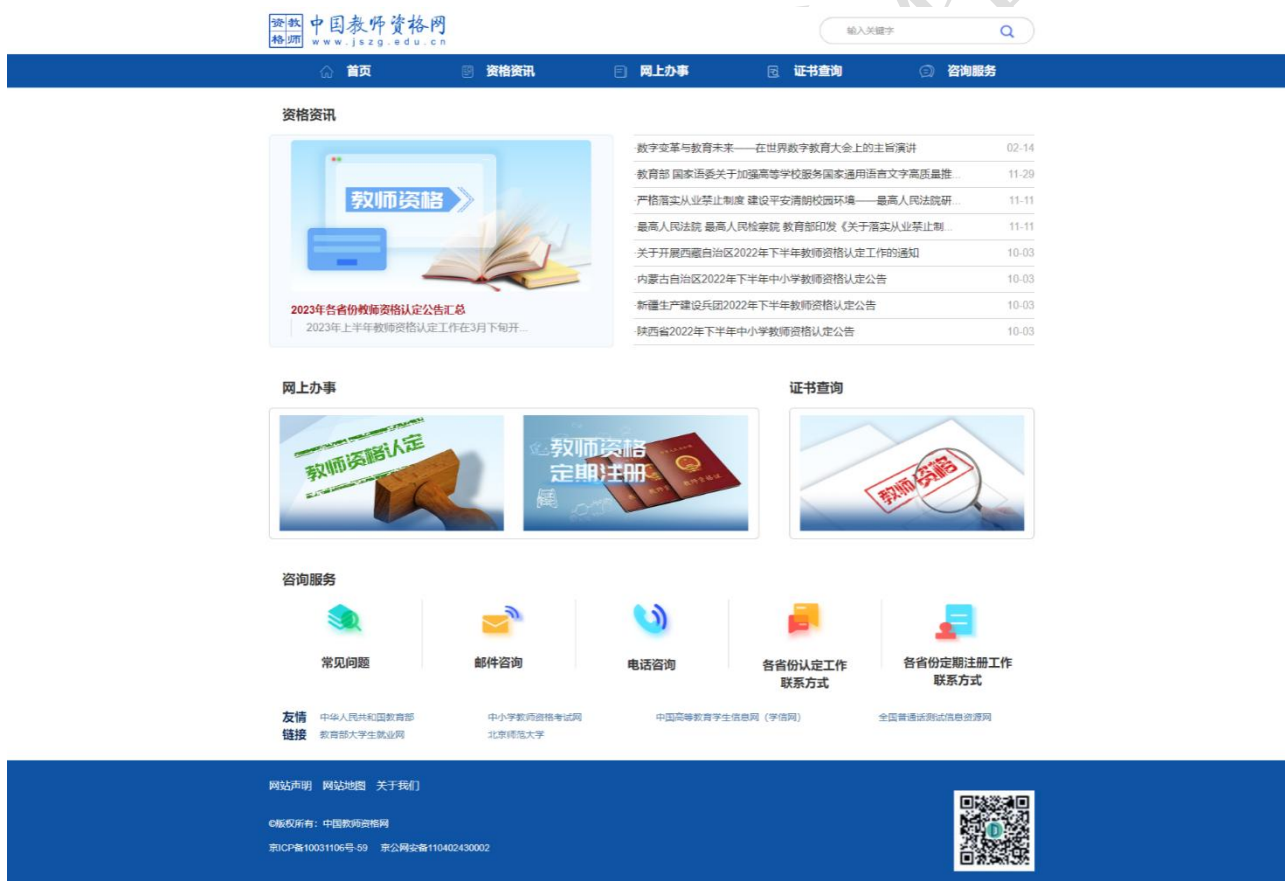 资教 中国教师资格网
格师 www.jszg.edu.cn
输入关键字
首页 资格资讯 网上办事 证书查询 咨询服务
资格资讯
教师资格
2023年各省份教师资格认定公告汇总
2023年上半年教师资格认定工作在3月下旬开...
·数字变革与教育未来——在世界数字教育大会上的主旨演讲 02-14
·教育部 国家语委关于加强高等学校服务国家通用语言文字高质量推... 11-29
·严格落实从业禁止制度 建设平安清朗校园环境——最高人民法院研... 11-11
·最高人民法院 最高人民检察院 教育部印发《关于落实从业禁止制... 11-11
·关于开展西藏自治区2022年下半年教师资格认定工作的通知 10-03
·内蒙古自治区2022年下半年中小学教师资格认定公告 10-03
·新疆生产建设兵团2022年下半年教师资格认定公告 10-03
·陕西省2022年下半年中小学教师资格认定公告 10-03
网上办事 证书查询
教师资格认定
教师资格
定期注册
教师资格
咨询服务
常见问题 邮件咨询 电话咨询 各省份认定工作
联系方式 各省份定期注册工作
联系方式
友情
链接 中华人民共和国教育部 中小学教师资格考试网 中国高等教育学生信息网（学信网） 全国普通话测试信息资源网
教育部大学生就业网 北京师范大学
网站声明 网站地图 关于我们
©版权所有：中国教师资格网
京ICP备10031106号-59 京公网安备110402430002